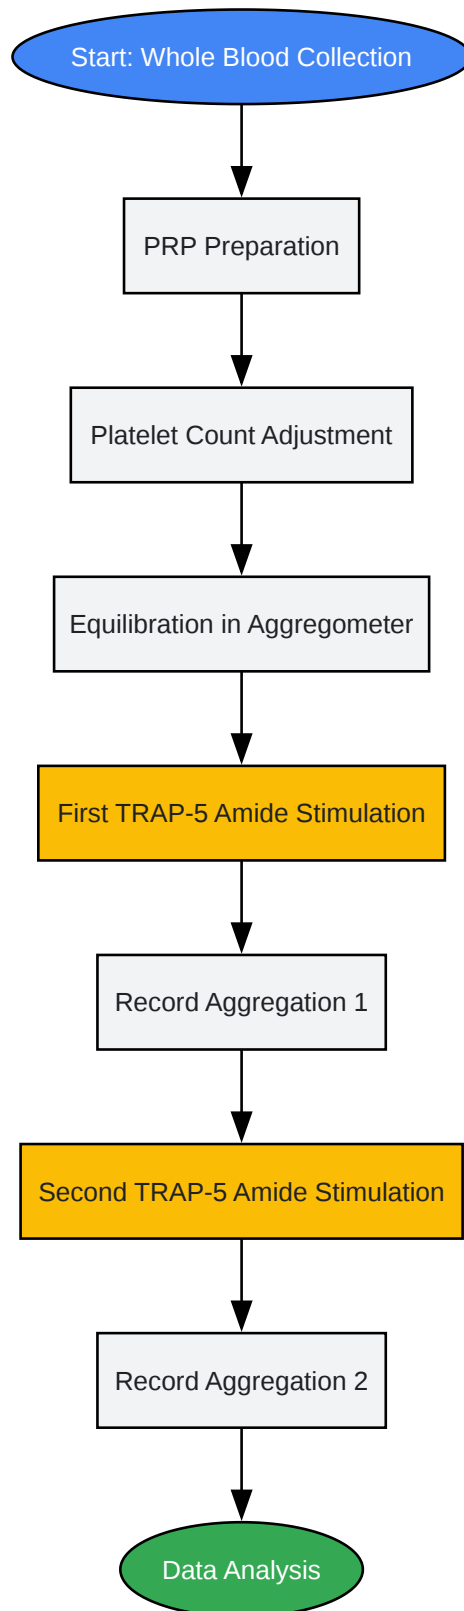 Start: Whole Blood Collection
PRP Preparation
Platelet Count Adjustment
Equilibration in Aggregometer
First TRAP-5 Amide Stimulation
Record Aggregation 1
Second TRAP-5 Amide Stimulation
Record Aggregation 2
Data Analysis